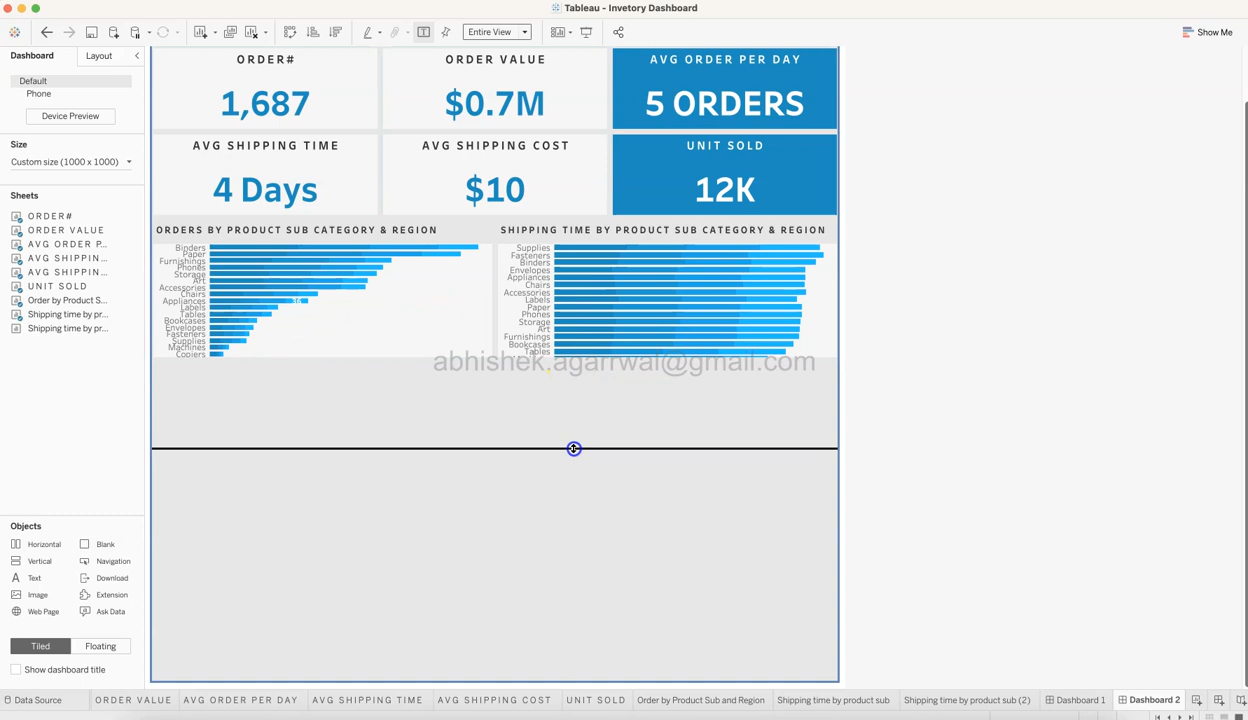 Tableau - Invetory Dashboard
Entire View
Show Me
Dashboard
Layout
Default
Phone
Device Preview
Size
Custom size (1000 x 1000)
Sheets
ORDER#
ORDER VALUE
AVG ORDER P...
AVG SHIPPIN...
AVG SHIPPIN...
UNIT SOLD
Order by Product S...
Shipping time by pr...
Shipping time by pr...
Objects
Horizontal
Blank
Vertical
Navigation
Text
Download
Image
Extension
Web Page
Ask Data
Tiled
Floating
Show dashboard title
ORDER#
ORDER VALUE
AVG ORDER PER DAY
1,687
$0.7M
5 ORDERS
AVG SHIPPING TIME
AVG SHIPPING COST
UNIT SOLD
4 Days
$10
12K
ORDERS BY PRODUCT SUB CATEGORY & REGION
Binders
Paper
Furnishings
Phones
Storage
Art
Accessories
Chairs
Appliances
Labels
Tables
Bookcases
Envelopes
Fasteners
Supplies
Machines
Copiers
SHIPPING TIME BY PRODUCT SUB CATEGORY & REGION
Supplies
Fasteners
Binders
Envelopes
Appliances
Chairs
Accessories
Labels
Paper
Phones
Storage
Art
Furnishings
Bookcases
Tables
abhishek.agarrwal@gmail.com
Data Source
ORDER VALUE
AVG ORDER PER DAY
AVG SHIPPING TIME
AVG SHIPPING COST
UNIT SOLD
Order by Product Sub and Region
Shipping time by product sub
Shipping time by product sub (2)
Dashboard 1
Dashboard 2